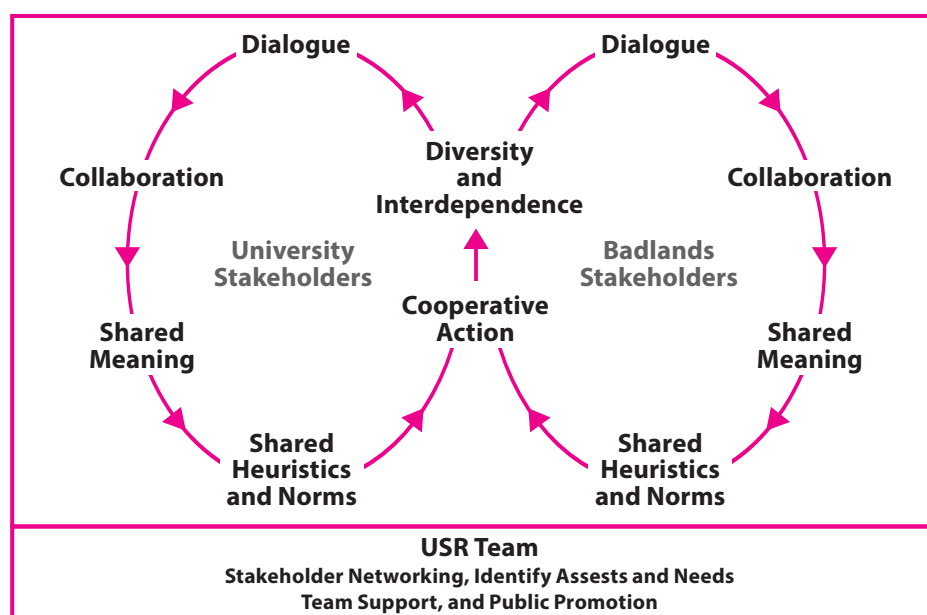 Dialogue
Dialogue
Diversity
and
Interdependence
Collaboration
Collaboration
University
Stakeholders
Badlands
Stakeholders
Cooperative
Action
Shared
Meaning
Shared
Meaning
Shared
Heuristics
and Norms
Shared
Heuristics
and Norms
USR Team
Stakeholder Networking, Identify Assests and Needs
Team Support, and Public Promotion